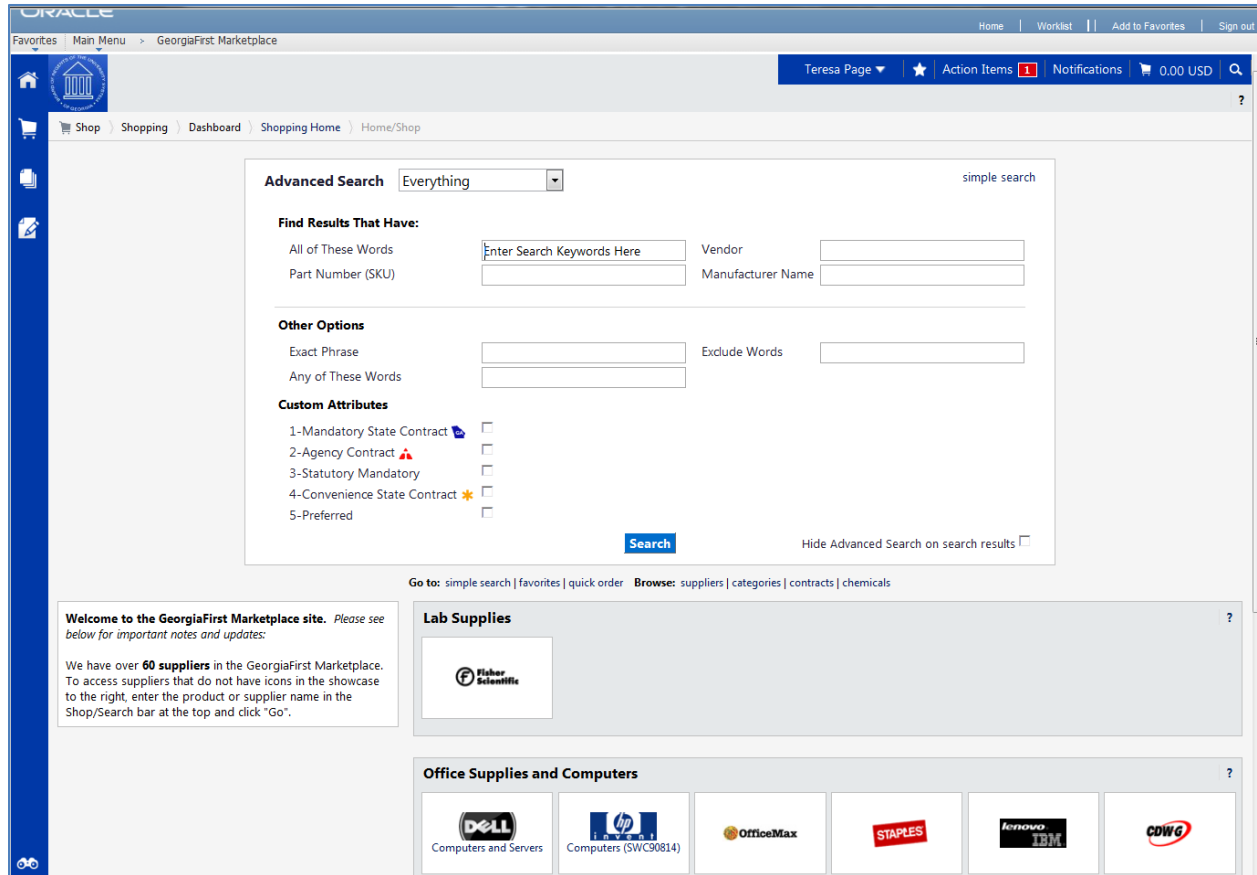 ORACLE
Home | Worklist || Add to Favorites | Sign out
Favorites Main Menu > GeorgiaFirst Marketplace
Teresa Page Action Items 1 Notifications 0.00 USD
?
Shop Shopping Dashboard Shopping Home Home/Shop
Advanced Search Everything simple search
Find Results That Have:
All of These Words Enter Search Keywords Here Vendor
Part Number (SKU) Manufacturer Name
Other Options
Exact Phrase Exclude Words
Any of These Words
Custom Attributes
1-Mandatory State Contract GA
2-Agency Contract
3-Statutory Mandatory
4-Convenience State Contract
5-Preferred
Search Hide Advanced Search on search results
Go to: simple search | favorites | quick order Browse: suppliers | categories | contracts | chemicals
Welcome to the GeorgiaFirst Marketplace site. Please see
below for important notes and updates:
We have over 60 suppliers in the GeorgiaFirst Marketplace.
To access suppliers that do not have icons in the showcase
to the right, enter the product or supplier name in the
Shop/Search bar at the top and click "Go".
Lab Supplies ?
Fisher
Scientific
Office Supplies and Computers ?
DELL
Computers and Servers
hp
invent
Computers (SWC90814)
OfficeMax
STAPLES
lenovo
IBM
CDWG